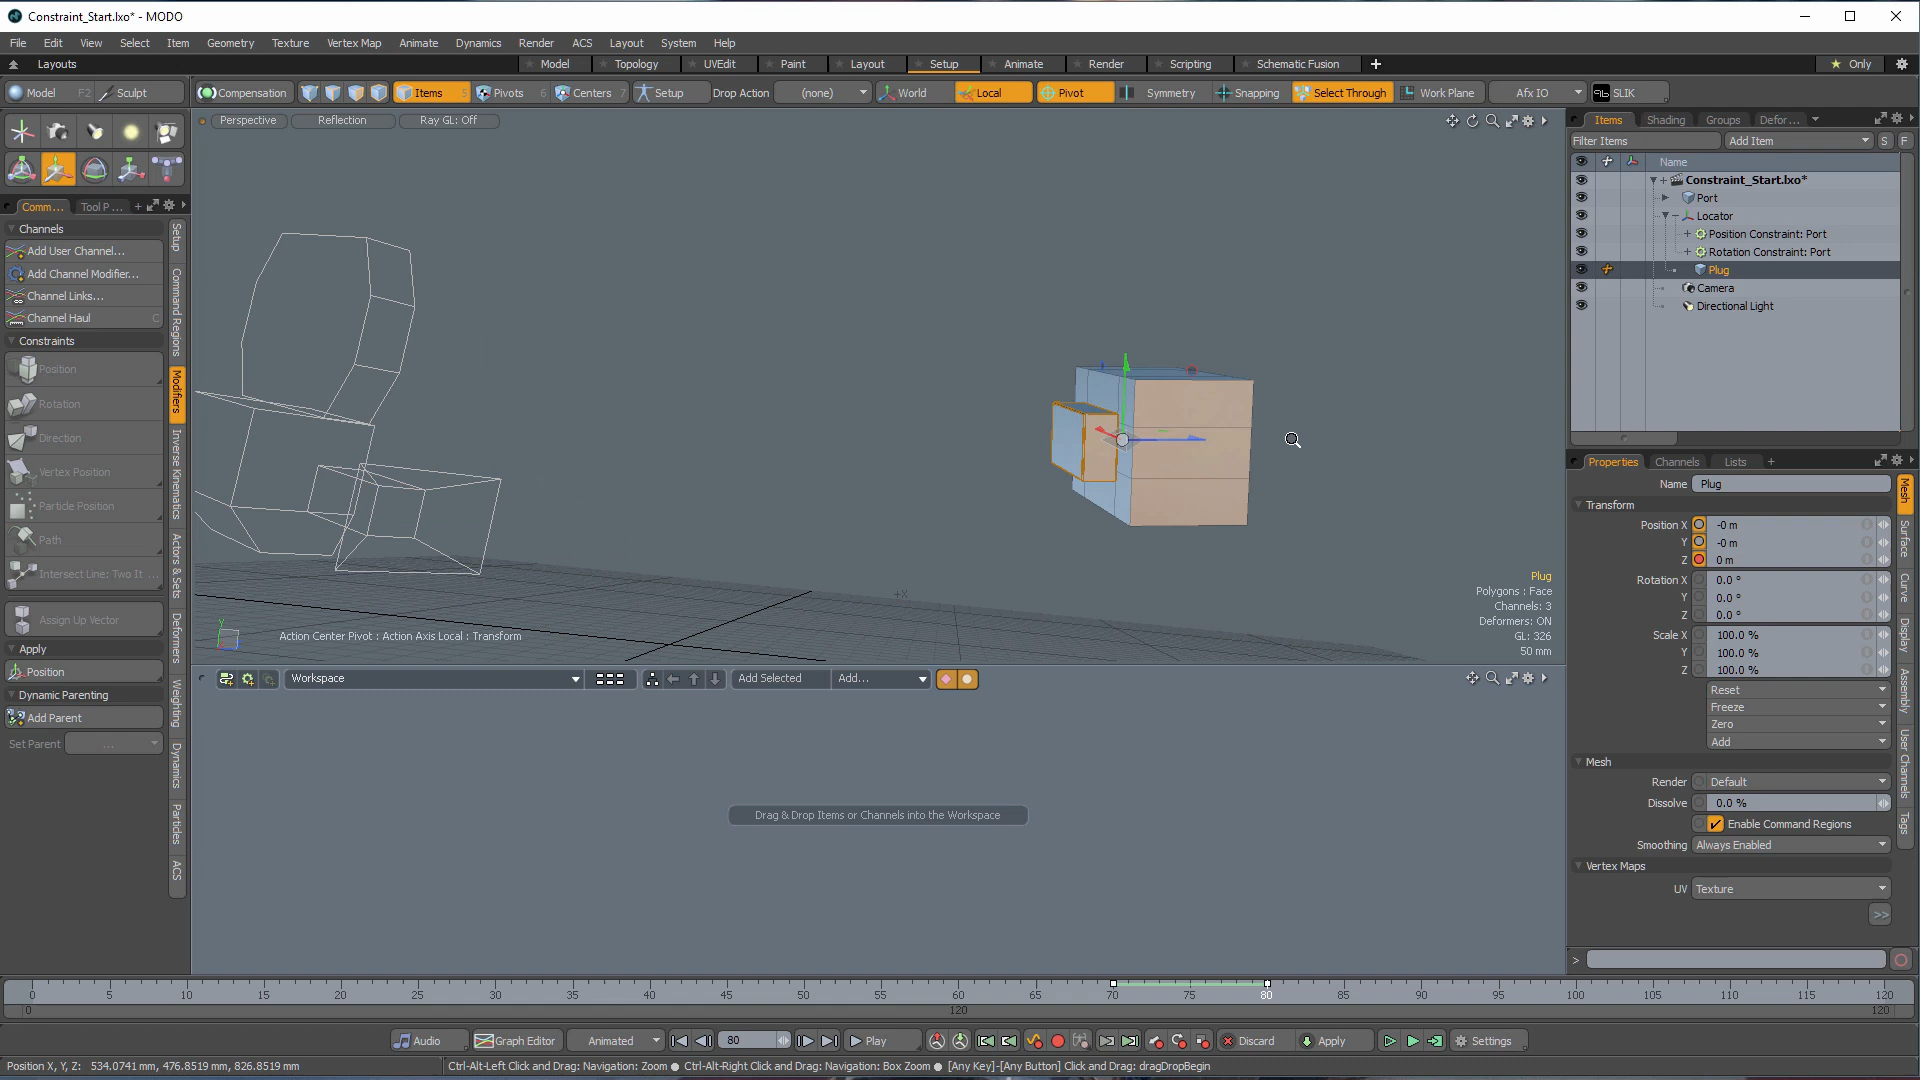 Constraint_Start.lxo* - MODO
File Edit View Select Item Geometry Texture Vertex Map Animate Dynamics Render ACS Layout System Help
Layouts Model Topology UVEdit Paint Layout Setup Animate Render Scripting Schematic Fusion Only
Model F2 Sculpt Compensation Items 5 Pivots 6 Centers 7 Setup Drop Action (none) World Local Pivot Symmetry Snapping Select Through Work Plane Afx IO SLIK
Perspective Reflection Ray GL: Off
Items Shading Groups Defor ...
Filter Items Add Item S F
Name
Constraint_Start.lxo*
Port
Locator
Position Constraint: Port
Rotation Constraint: Port
Plug
Camera
Directional Light
Comm... Tool P...
Channels
Add User Channel...
Add Channel Modifier...
Channel Links...
Channel Haul C
Constraints
Position
Rotation
Direction
Vertex Position
Particle Position
Path
Intersect Line: Two It ...
Assign Up Vector
Apply
Position
Dynamic Parenting
Add Parent
Set Parent ...
Setup
Command Regions
Modifiers
Inverse Kinematics
Actors & Sets
Deformers
Weighting
Dynamics
Particles
ACS
+X
Y
Plug
Polygons : Face
Channels: 3
Deformers: ON
GL: 326
50 mm
Action Center Pivot : Action Axis Local : Transform
Workspace Add Selected Add...
Drag & Drop Items or Channels into the Workspace
Properties Channels Lists +
Name Plug
Transform
Position X -0 m
Y -0 m
Z 0 m
Rotation X 0.0 °
Y 0.0 °
Z 0.0 °
Scale X 100.0 %
Y 100.0 %
Z 100.0 %
Reset
Freeze
Zero
Add
Mesh
Render Default
Dissolve 0.0 %
Enable Command Regions
Smoothing Always Enabled
Vertex Maps
UV Texture
>>
>
Mesh
Surface
Curve
Display
Assembly
User Channels
Tags
0 5 10 15 20 25 30 35 40 45 50 55 60 65 70 75 80 85 90 95 100 105 110 115 120
0 120 120
Audio Graph Editor Animated 80 Play Discard Apply Settings
Position X, Y, Z: 534.0741 mm, 476.8519 mm, 826.8519 mm Ctrl-Alt-Left Click and Drag: Navigation: Zoom ● Ctrl-Alt-Right Click and Drag: Navigation: Box Zoom ● [Any Key]-[Any Button] Click and Drag: dragDropBegin